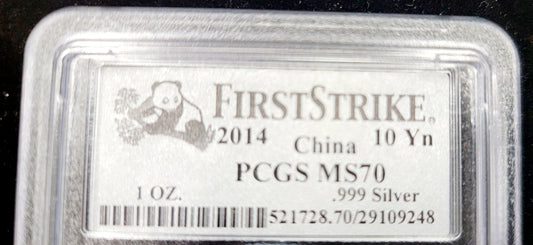 FIRSTSTRIKE®
2014 China 10 Yn
PCGS MS70
1 OZ. .999 Silver
521728.70/29109248